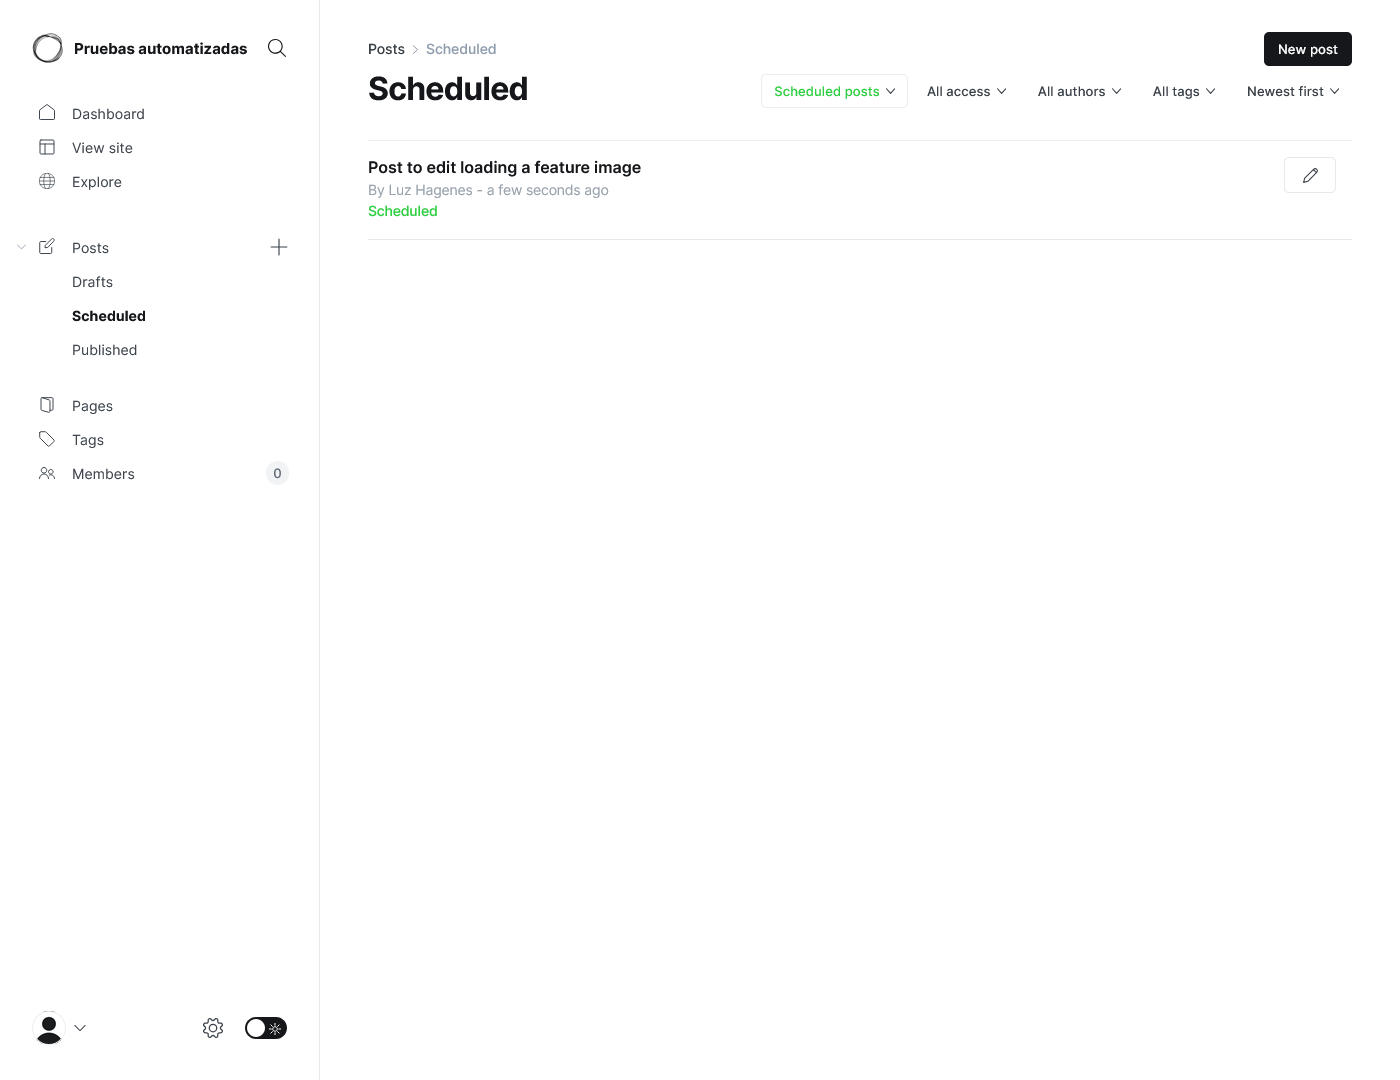 Pruebas automatizadas
Dashboard
View site
Explore
Posts
Drafts
Scheduled
Published
Pages
Tags
Members 0
Posts Scheduled
New post
Scheduled
Scheduled posts All access All authors All tags Newest first
Post to edit loading a feature image
By Luz Hagenes - a few seconds ago
Scheduled